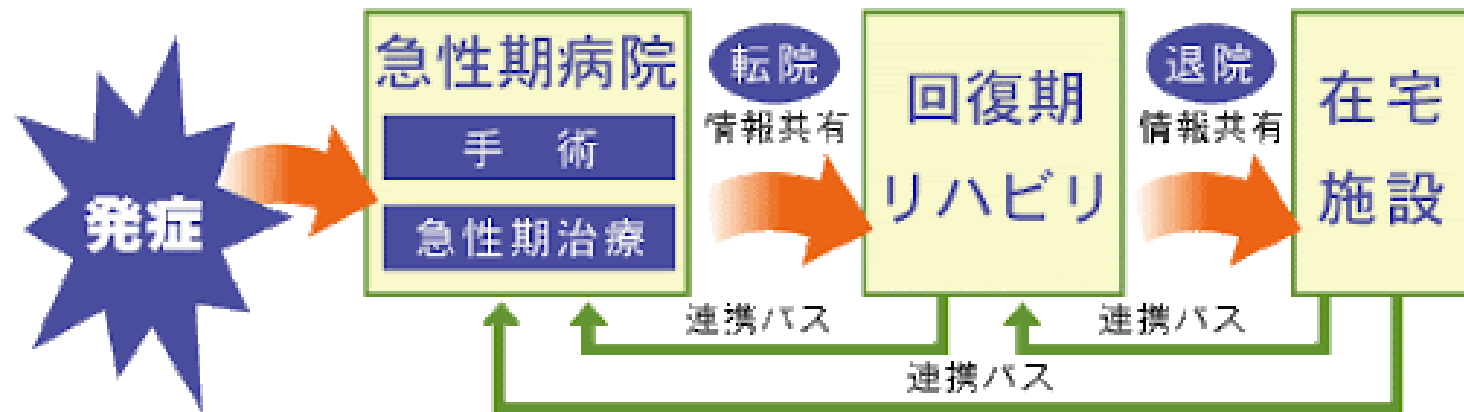 発症
急性期病院
手術
急性期治療
転院
情報共有
回復期
リハビリ
退院
情報共有
在宅
施設
連携パス
連携パス
連携パス